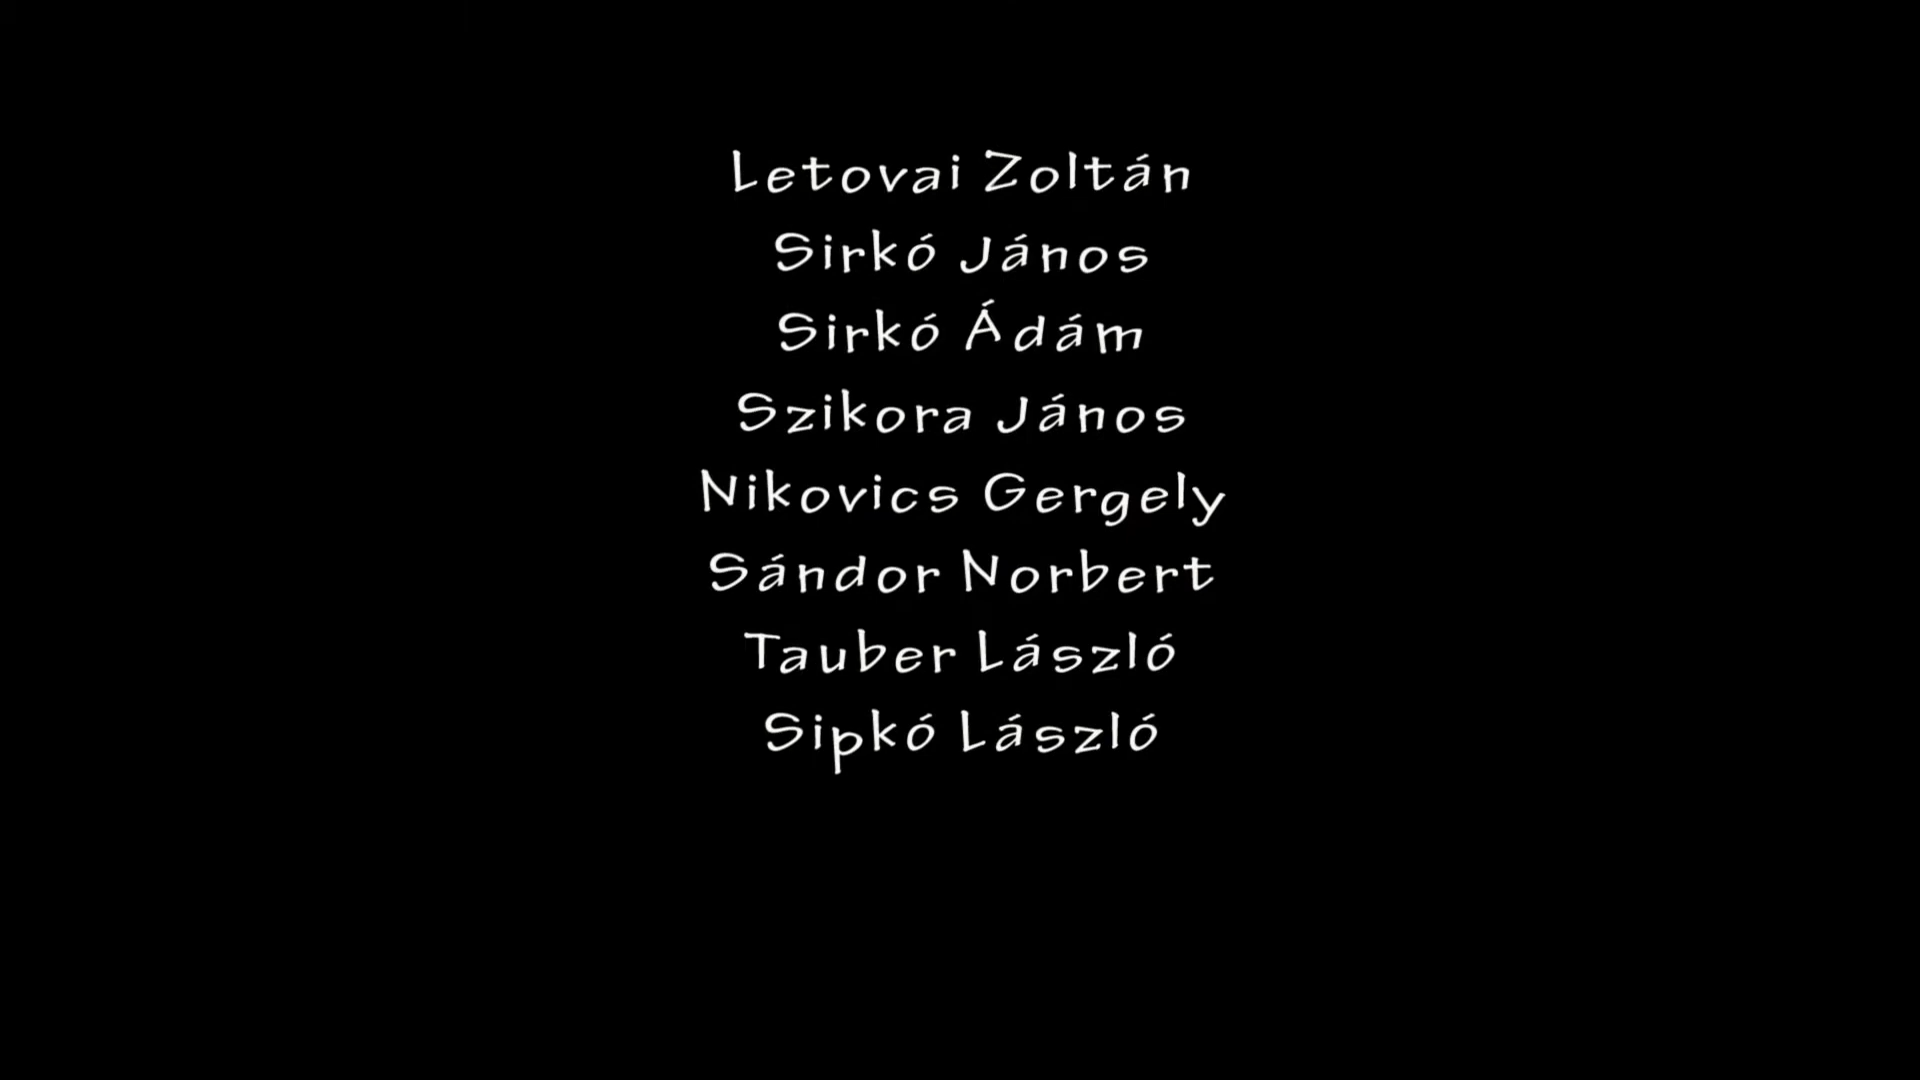 Letovai Zoltán
Sirkó János
Sirkó Ádám
Szikora János
Nikovics Gergely
Sándor Norbert
Tauber László
Sipkó László